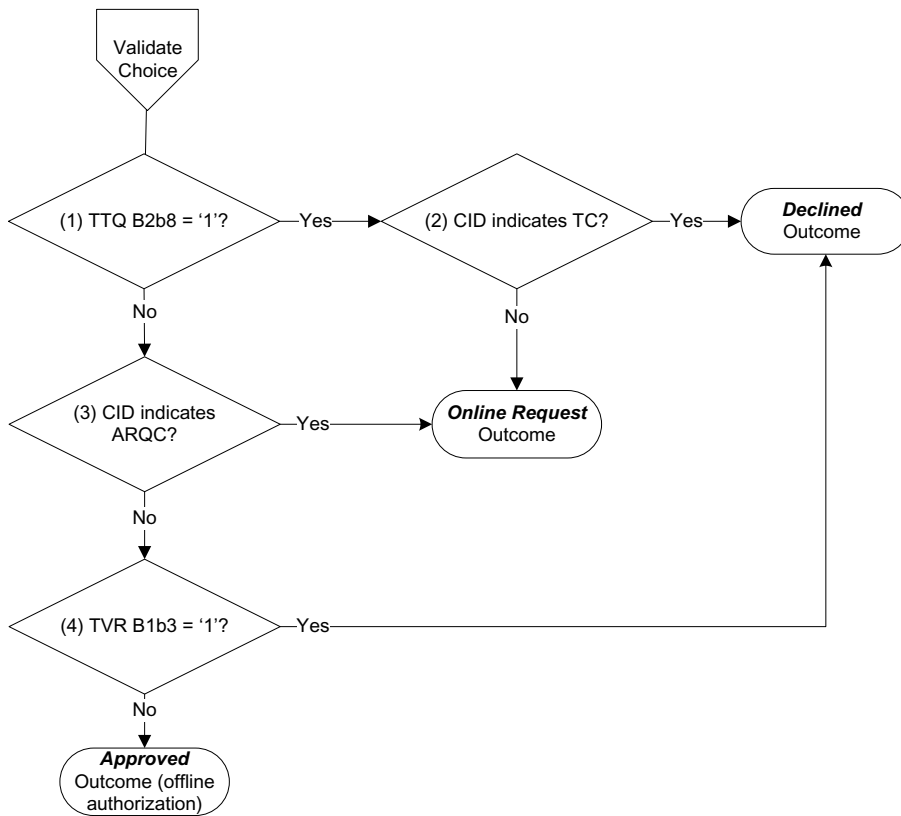 Validate
Choice
(1) TTQ B2b8 = ‘1’?
Yes
(2) CID indicates TC?
Yes
Declined
Outcome
No
No
(3) CID indicates
ARQC?
Yes
Online Request
Outcome
No
(4) TVR B1b3 = ‘1’?
Yes
No
Approved
Outcome (offline
authorization)